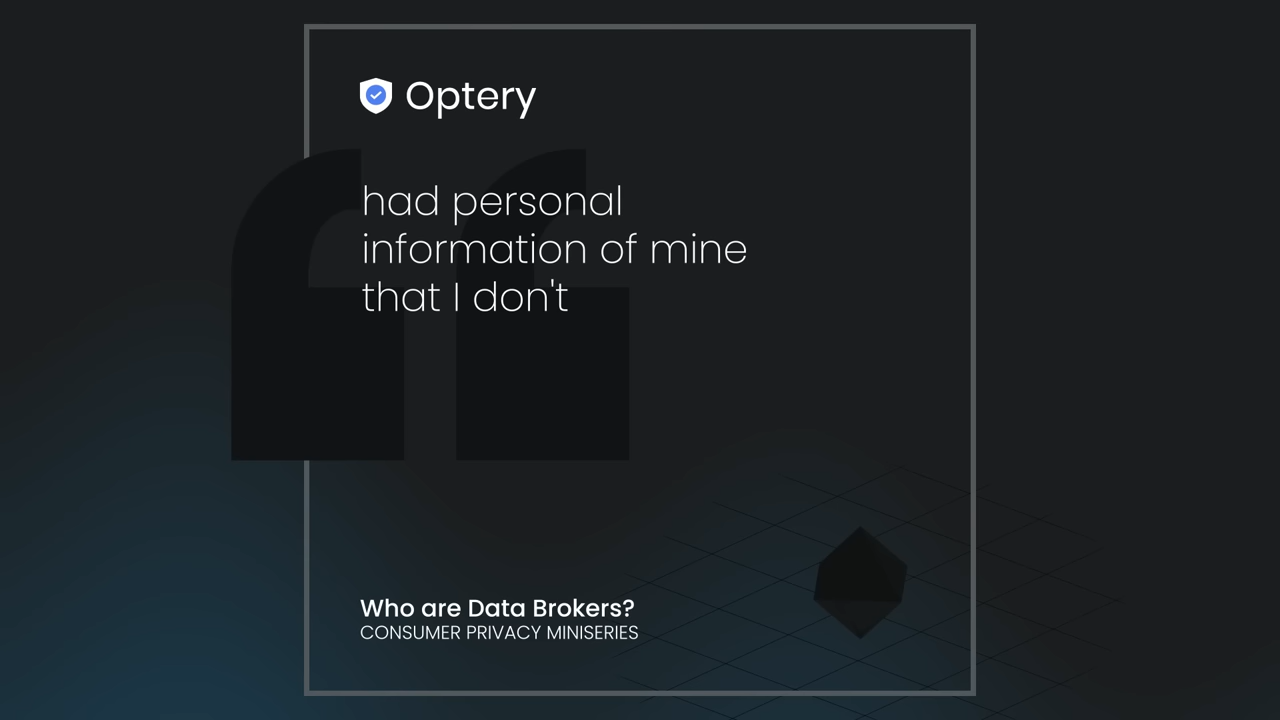 Optery
had personal
information of mine
that I don't
Who are Data Brokers?
CONSUMER PRIVACY MINISERIES